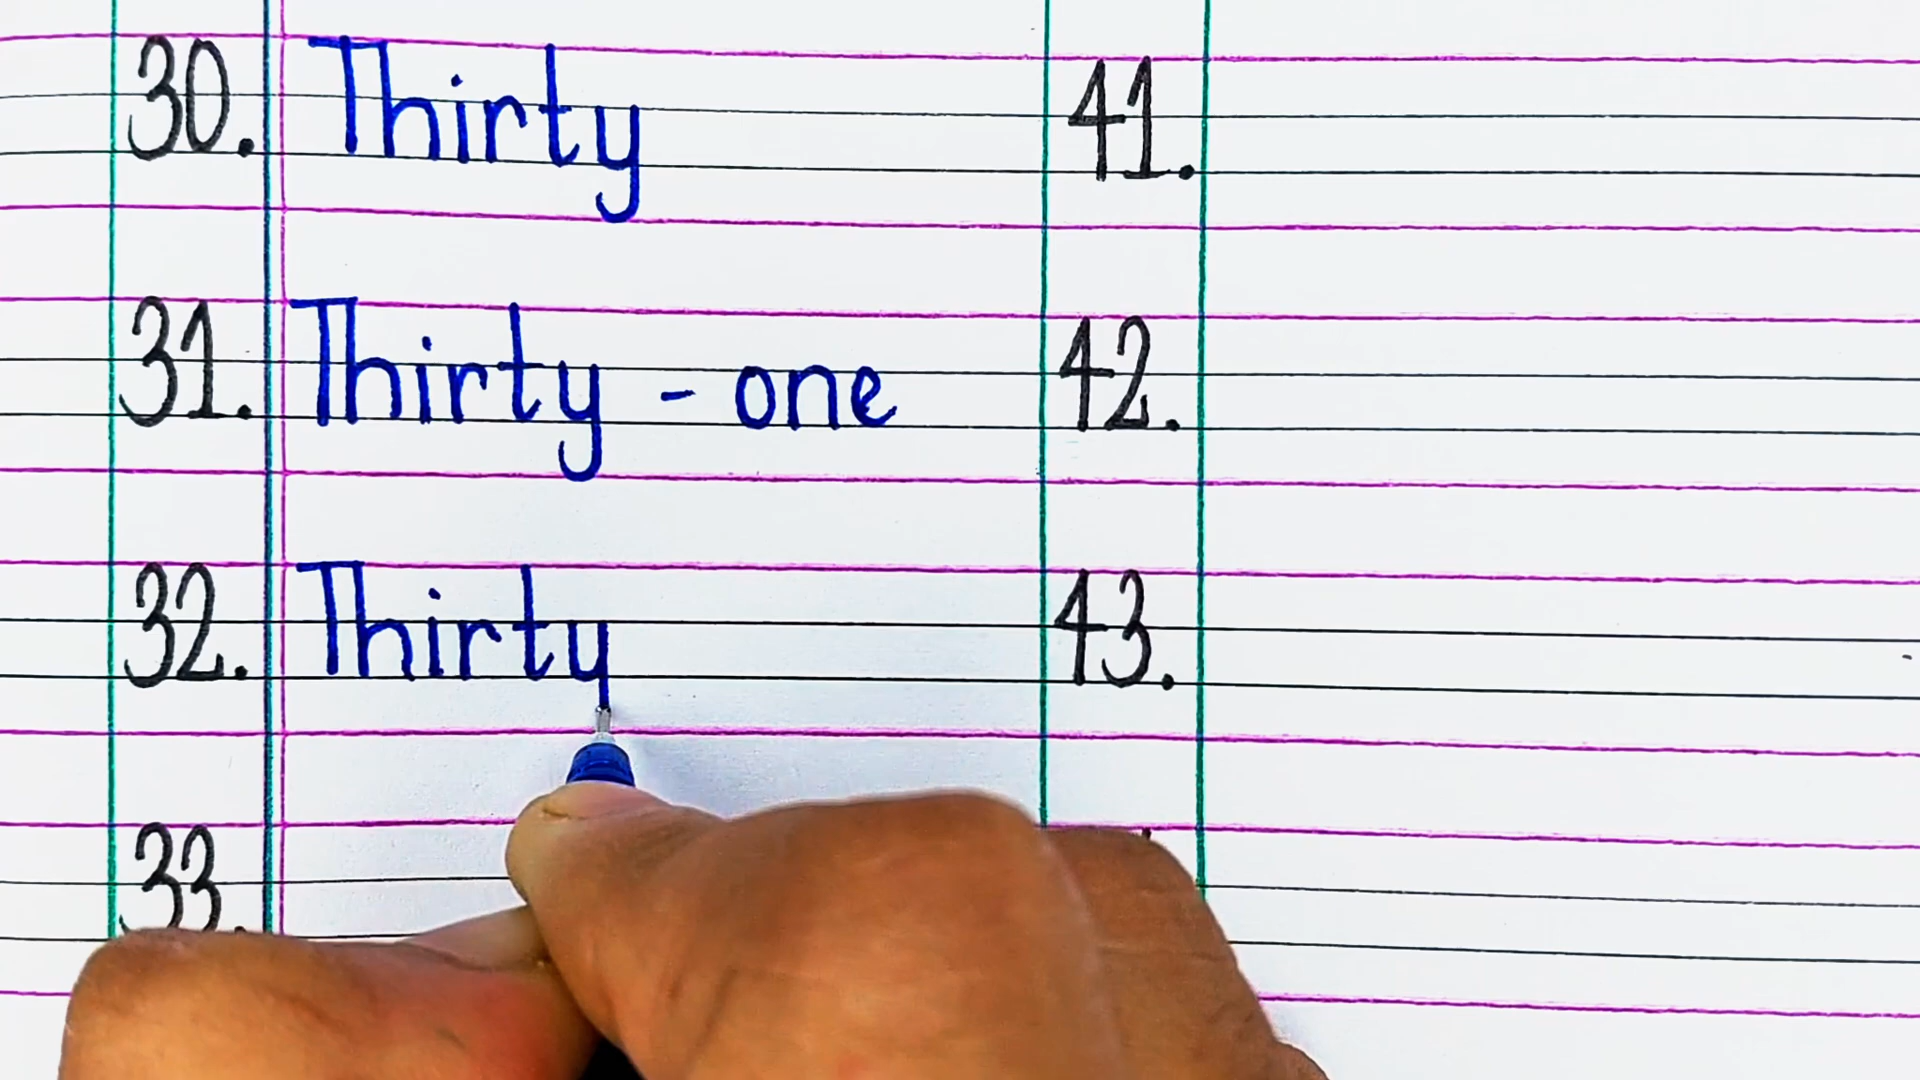 30. Thirty 41.
31. Thirty - one 42.
32. Thirty 43.
33.